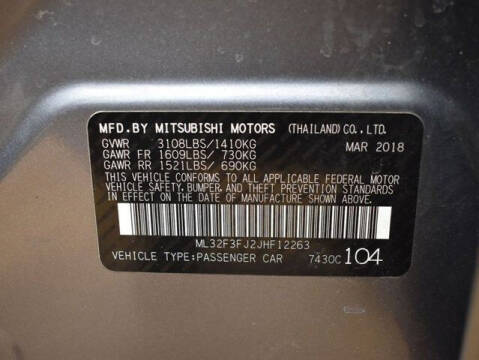 MFD.BY MITSUBISHI MOTORS (THAILAND)CO.,LTD.
GVWR 3108LBS/1410KG MAR 2018
GAWR FR 1609LBS/ 730KG
GAWR RR 1521LBS/ 690KG
THIS VEHICLE CONFORMS TO ALL APPLICABLE FEDERAL MOTOR
VEHICLE SAFETY, BUMPER, AND THEFT PREVENTION STANDARDS
IN EFFECT ON THE DATE OF MANUFACTURE SHOWN ABOVE.
ML32F3FJ2JHF12263
VEHICLE TYPE:PASSENGER CAR 7430C 104